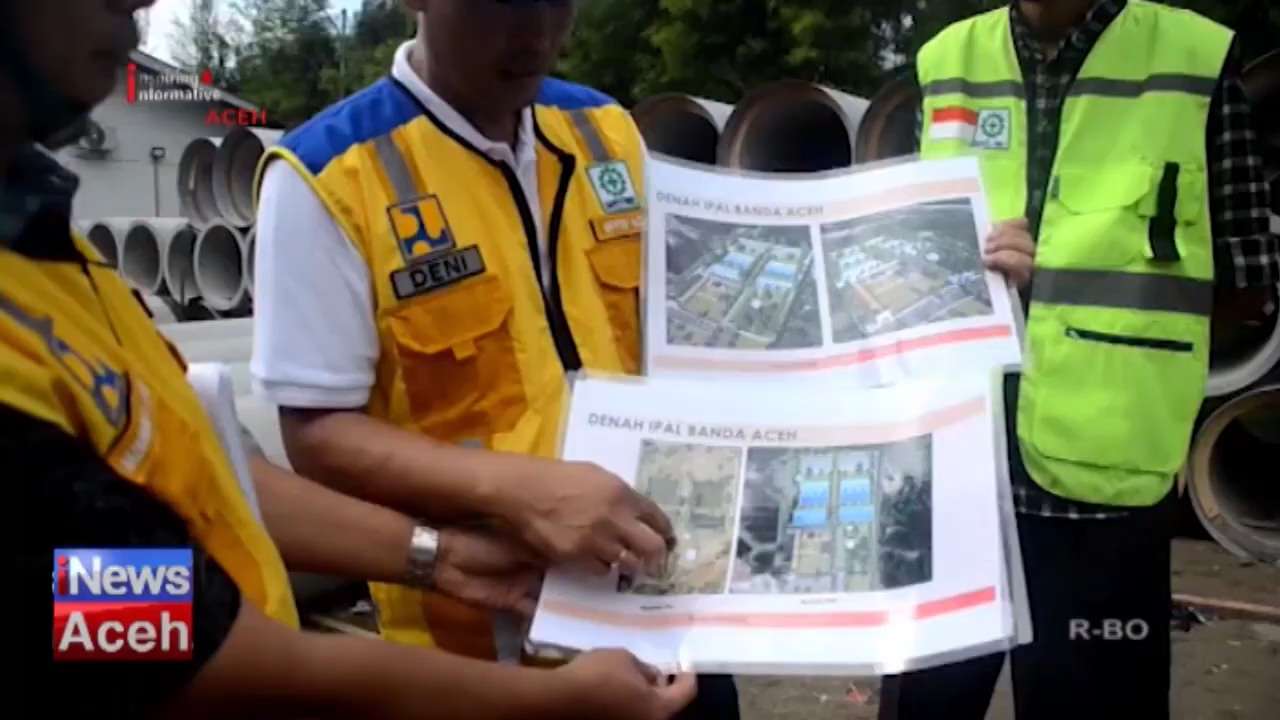 inspiring &
informative
ACEH
DENAH IPAL BANDA ACEH
DENI
DENAH IPAL BANDA ACEH
iNews
Aceh
R-BO